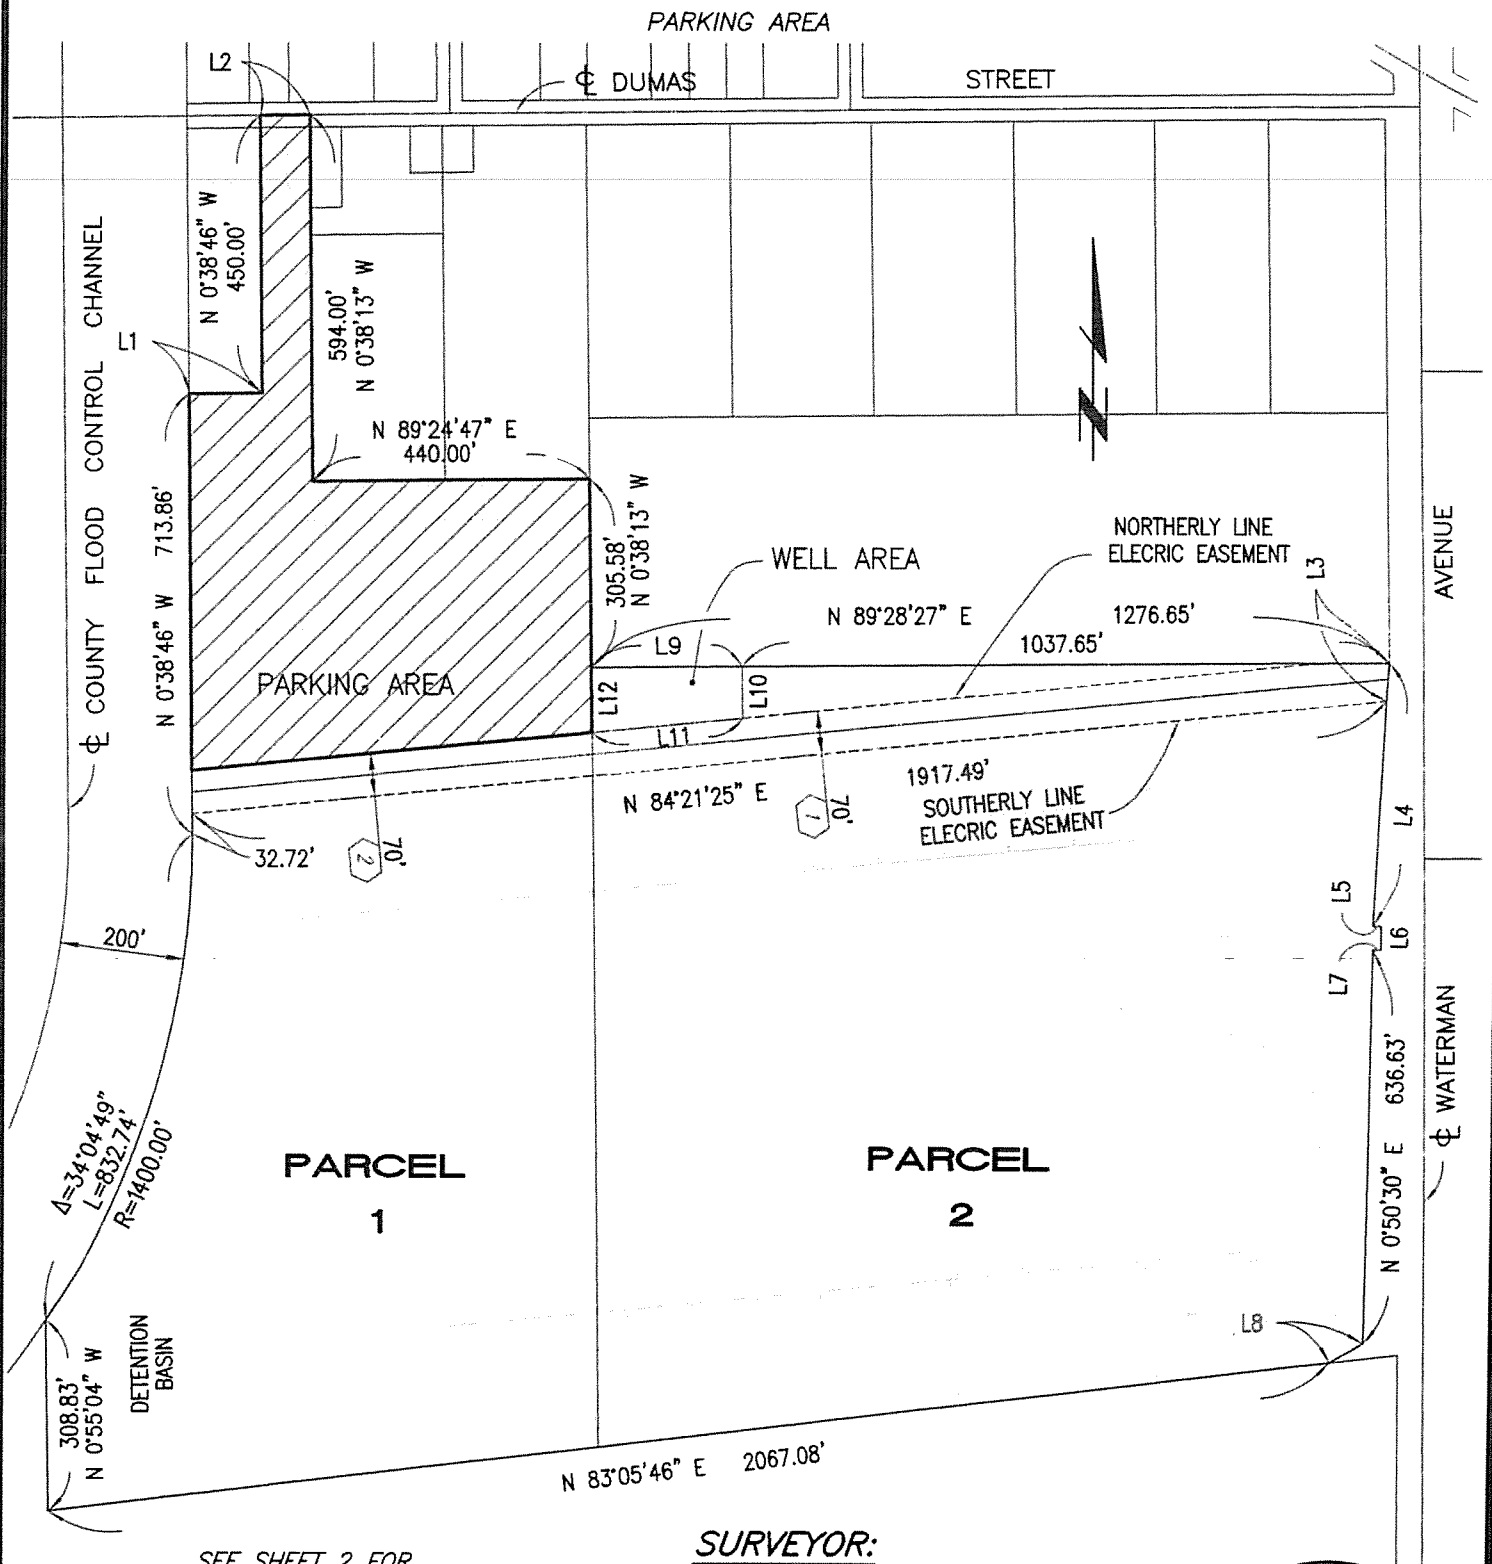 PARKING AREA
L2
℄ DUMAS STREET
N 0°38'46" W
450.00'
594.00'
N 0°38'13" W
L1
℄ COUNTY FLOOD CONTROL CHANNEL
N 89°24'47" E
440.00'
N 0°38'46" W 713.86'
305.58'
N 0°38'13" W
WELL AREA
NORTHERLY LINE
ELECRIC EASEMENT
L3
AVENUE
N 89°28'27" E 1276.65'
L9
1037.65'
PARKING AREA
L12
L10
L11
N 84°21'25" E 1917.49'
SOUTHERLY LINE
ELECRIC EASEMENT
1
70'
2
70'
32.72'
L4
L5
L6
L7
200'
N 0°50'30" E 636.63'
℄ WATERMAN
Δ=34°04'49"
L=832.74'
R=1400.00'
PARCEL
1
PARCEL
2
L8
DETENTION
BASIN
308.83'
N 0°55'04" W
N 83°05'46" E 2067.08'
SURVEYOR:
SEE SHEET 2 FOR